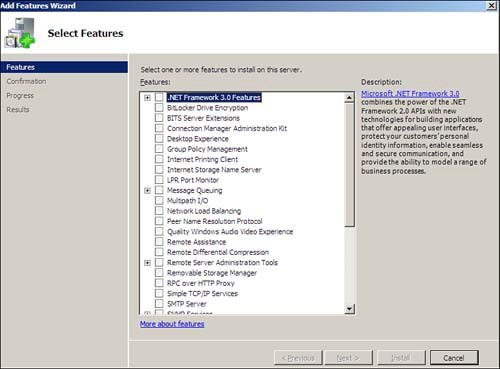 Add Features Wizard
Select Features
Features
Confirmation
Progress
Results
Select one or more features to install on this server.
Features:
.NET Framework 3.0 Features
BitLocker Drive Encryption
BITS Server Extensions
Connection Manager Administration Kit
Desktop Experience
Group Policy Management
Internet Printing Client
Internet Storage Name Server
LPR Port Monitor
Message Queuing
Multipath I/O
Network Load Balancing
Peer Name Resolution Protocol
Quality Windows Audio Video Experience
Remote Assistance
Remote Differential Compression
Remote Server Administration Tools
Removable Storage Manager
RPC over HTTP Proxy
Simple TCP/IP Services
SMTP Server
More about features
Description:
Microsoft .NET Framework 3.0
combines the power of the .NET
Framework 2.0 APIs with new
technologies for building applications
that offer appealing user interfaces,
protect your customers' personal
identity information, enable seamless
and secure communication, and
provide the ability to model a range of
business processes.
< Previous
Next >
Install
Cancel